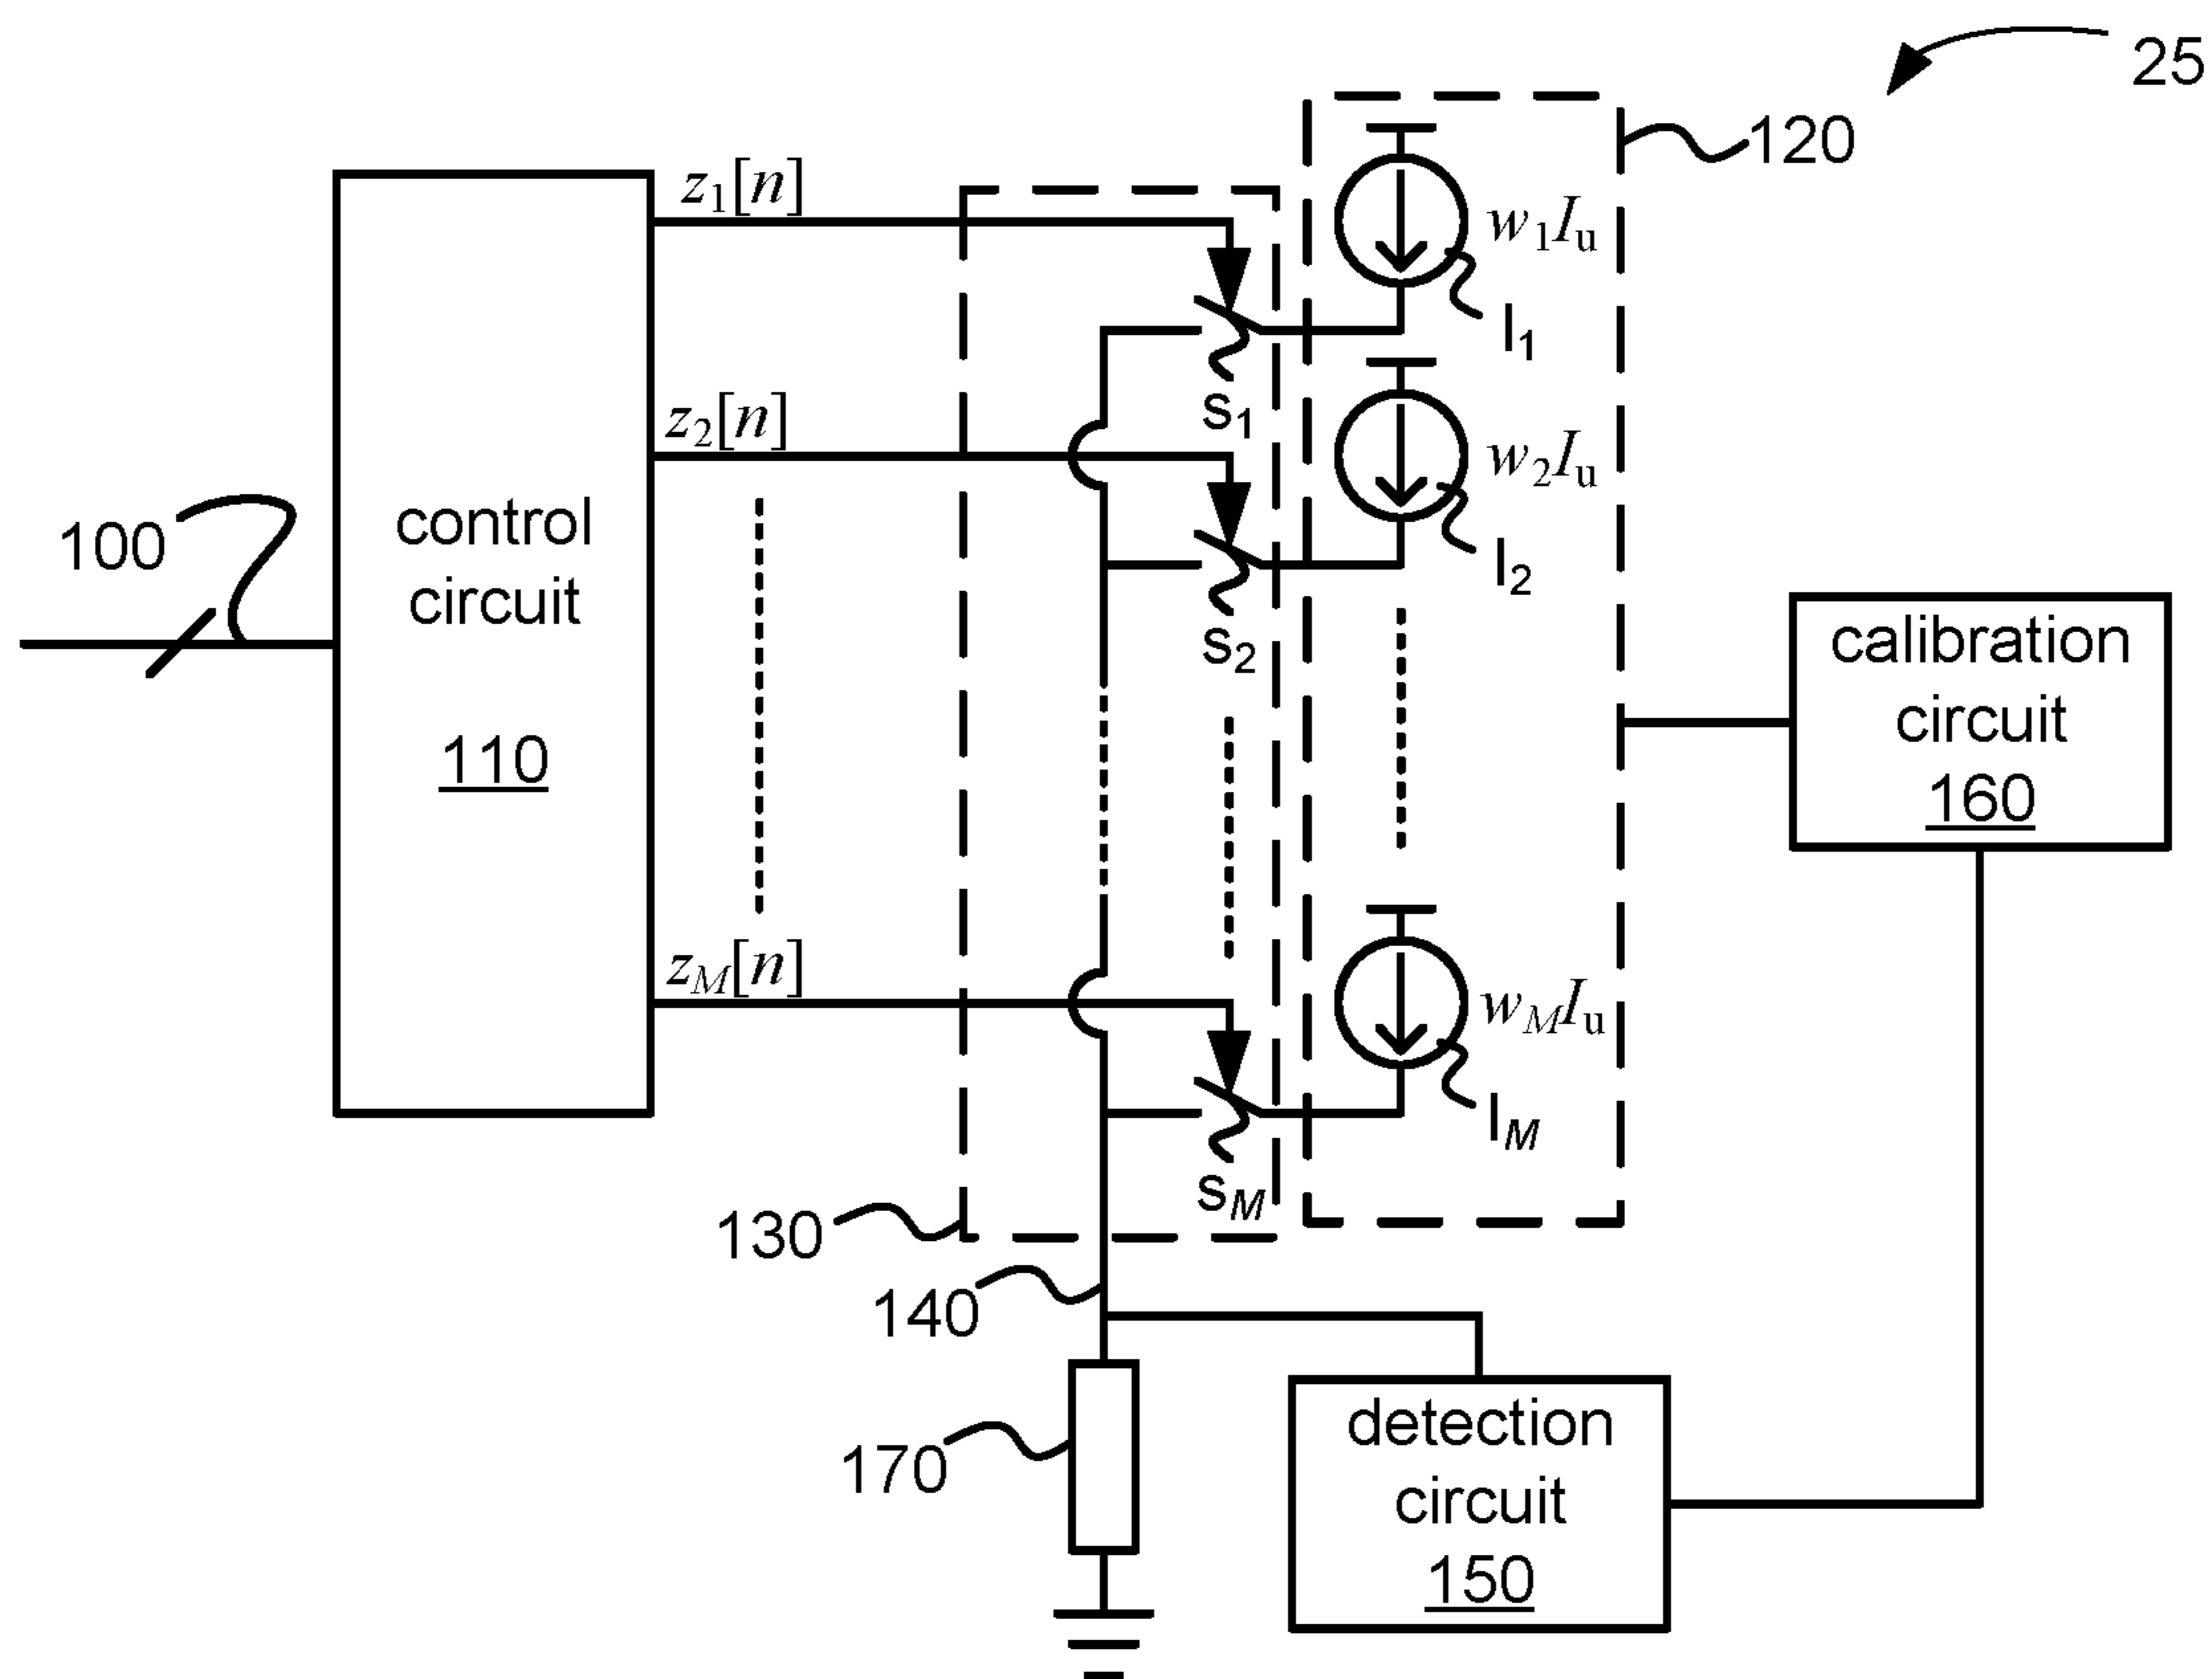 25
120
z1[n]
w1Iu
I1
s1
z2[n]
w2Iu
I2
s2
100
control
circuit
110
calibration
circuit
160
zM[n]
wMIu
IM
sM
130
140
170
detection
circuit
150